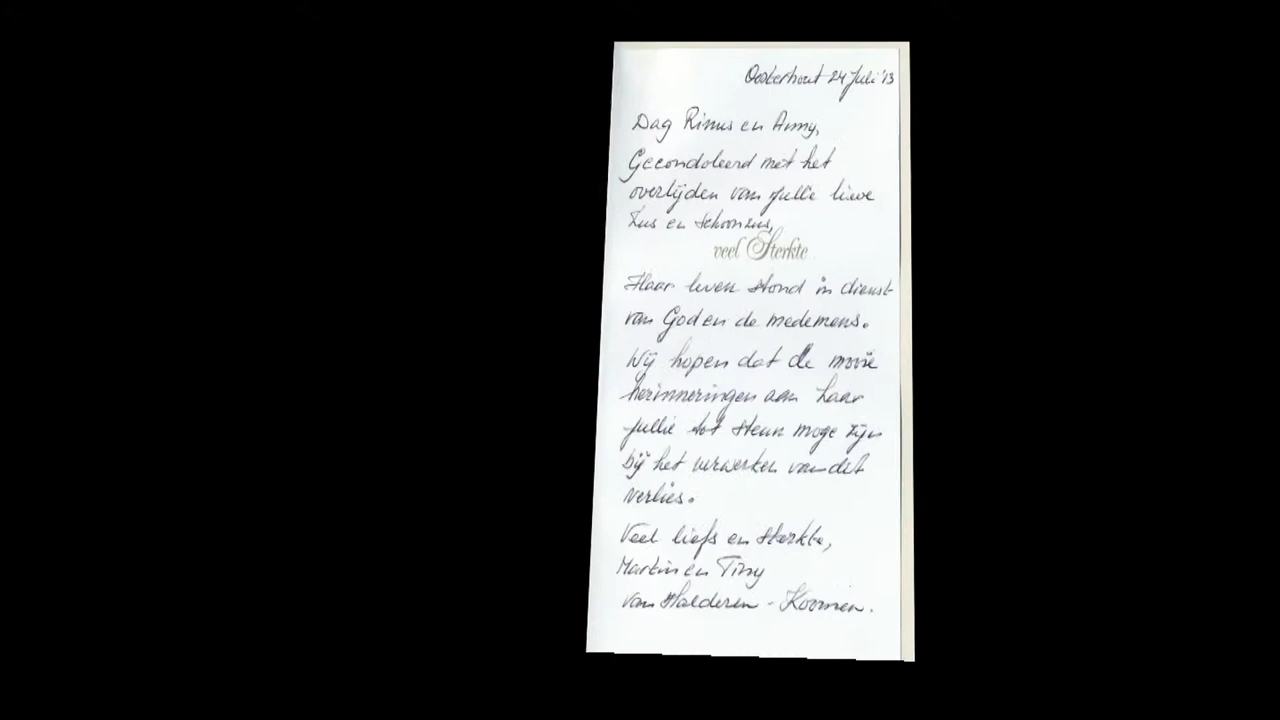 Oosterhout 24 Juli '13
Dag Rinus en Anny,
Gecondoleerd met het
overlijden van jullie lieve
zus en schoonzus,
veel Sterkte
Haar leven stond in dienst
van God en de medemens.
Wij hopen dat de mooie
herinneringen aan haar
jullie tot steun moge zijn
bij het verwerken van dit
verlies.
Veel liefs en sterkte,
Martin en Tiny
van Halderen - Koomen.